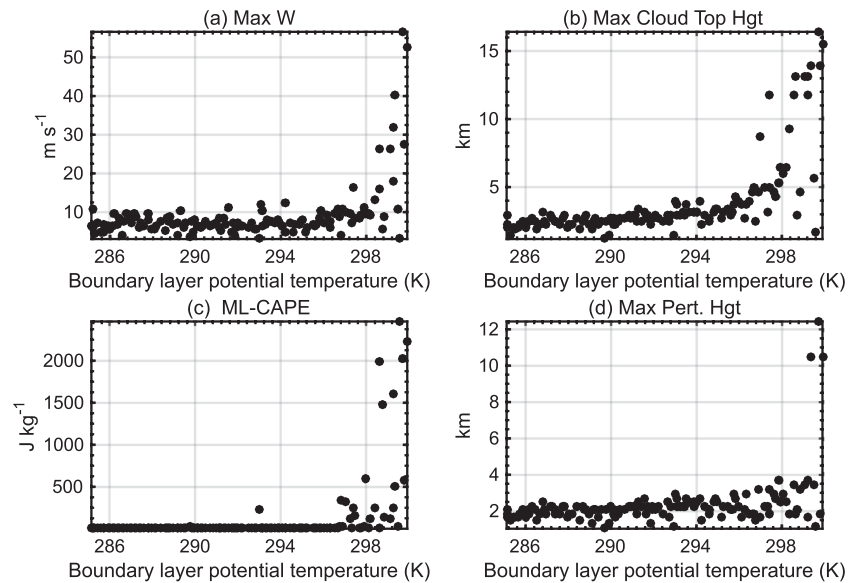 (a) Max W
(b) Max Cloud Top Hgt
50
40
30
20
10
m s⁻¹
286 290 294 298
Boundary layer potential temperature (K)
15
10
5
km
286 290 294 298
Boundary layer potential temperature (K)
(c) ML-CAPE
(d) Max Pert. Hgt
2000
1500
1000
500
J kg⁻¹
286 290 294 298
Boundary layer potential temperature (K)
12
10
8
6
4
2
km
286 290 294 298
Boundary layer potential temperature (K)